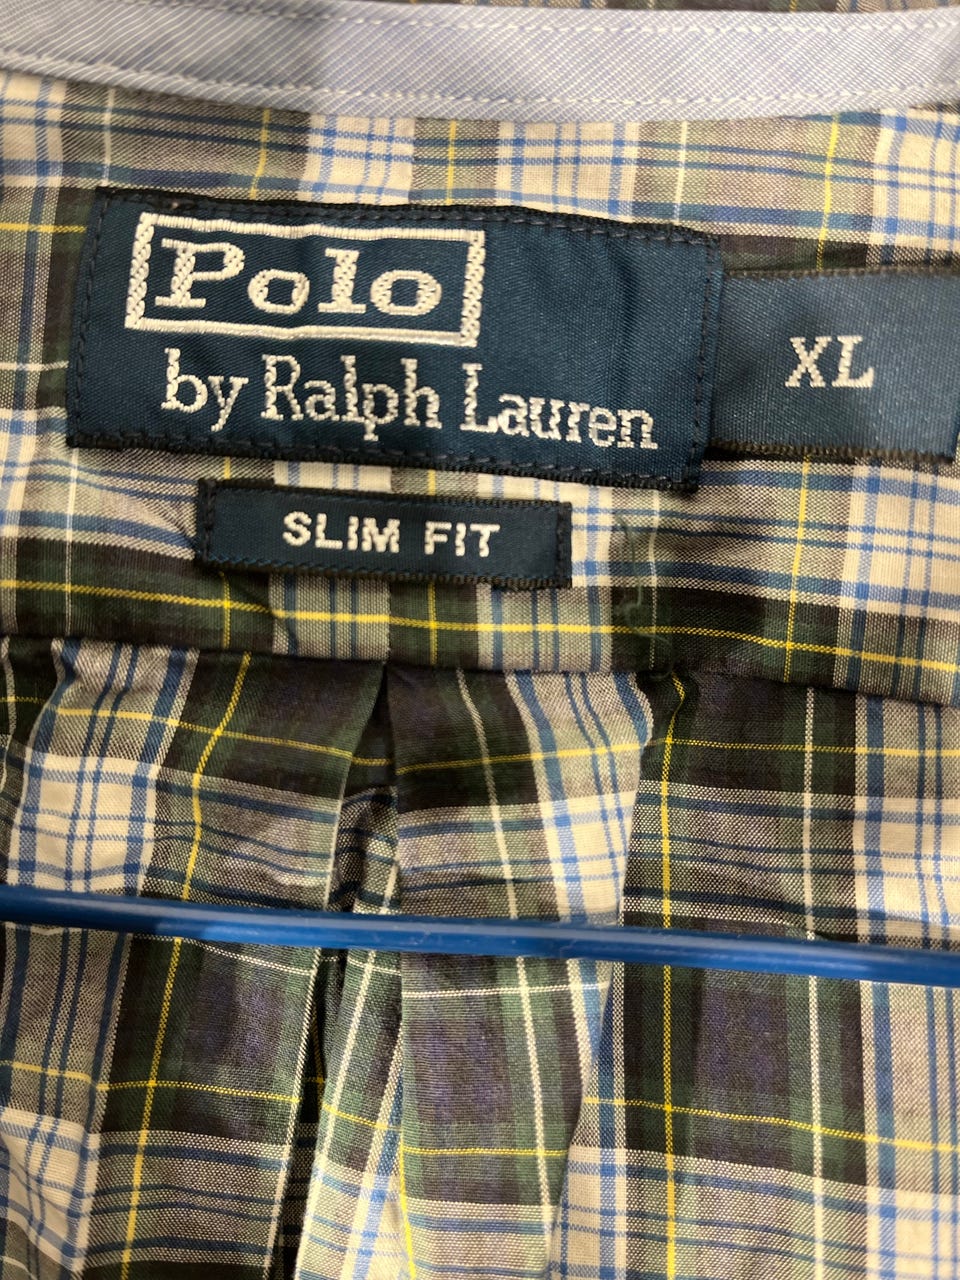 Polo
by Ralph Lauren
XL
SLIM FIT